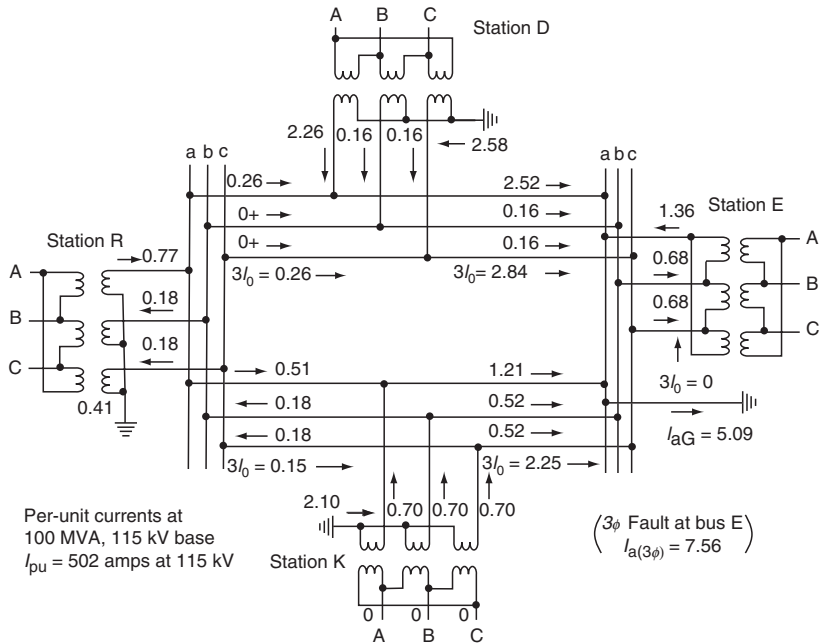 A B C Station D
2.26 0.16 0.16 2.58
a b c
a b c
0.26 2.52
Station E
0+ 0.16 1.36
Station R
0+ 0.16
A
0.77
3I₀ = 0.26 3I₀= 2.84
0.68
A
0.18
B
0.68
B
0.18
C
C
0.51 1.21
3I₀ = 0
0.41
0.18 0.52
0.18 0.52
IaG = 5.09
3I₀ = 0.15 3I₀ = 2.25
2.10 0.70 0.70 0.70
Per-unit currents at
100 MVA, 115 kV base
Ipu = 502 amps at 115 kV
(3ϕ Fault at bus E
Ia(3ϕ) = 7.56)
Station K
0 0 0
A B C